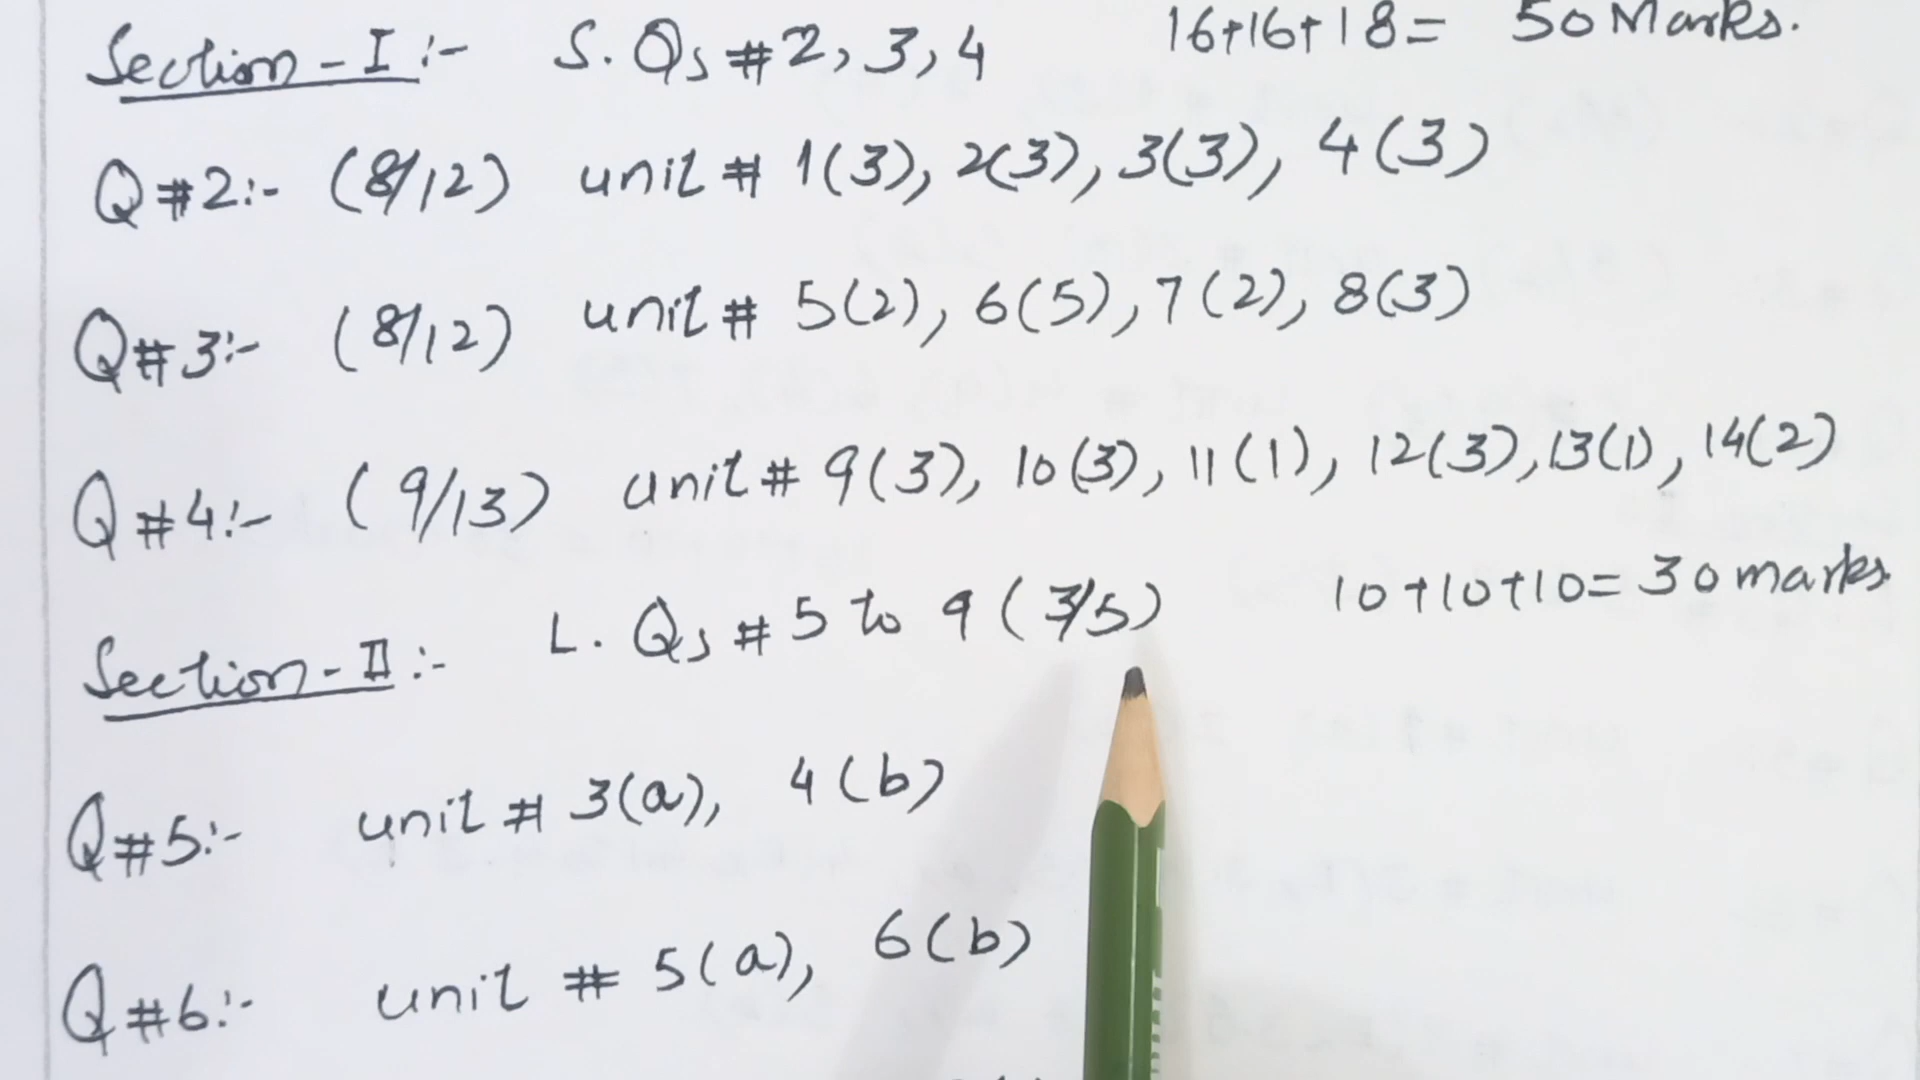 Section-I:- S.Qs #2,3,4 16+16+18= 50 Marks.
Q#2:- (8/12) unit # 1(3), 2(3), 3(3), 4(3)
Q#3:- (8/12) unit # 5(2), 6(5), 7(2), 8(3)
Q#4:- (9/13) unit # 9(3), 10(3), 11(1), 12(3), 13(1), 14(2)
Section-II:- L.Qs # 5 to 9 (3/5) 10+10+10=30 marks
Q#5:- unit # 3(a), 4(b)
Q#6:- unit # 5(a), 6(b)